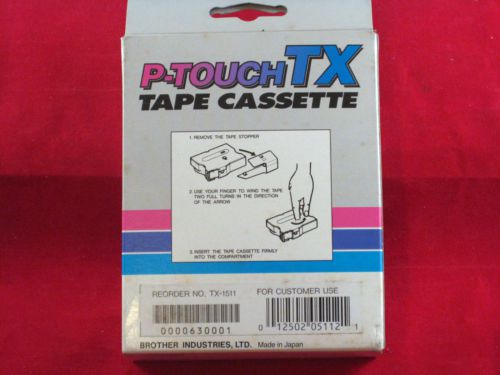 P-TOUCH TX
TAPE CASSETTE
1. REMOVE THE TAPE STOPPER
2. USE YOUR FINGER TO WIND THE TAPE
TWO FULL TURNS IN THE DIRECTION
OF THE ARROW
3. INSERT THE TAPE CASSETTE FIRMLY
INTO THE COMPARTMENT
REORDER NO. TX-1511
FOR CUSTOMER USE
0000630001
0 12502 05112 1
BROTHER INDUSTRIES, LTD. Made in Japan